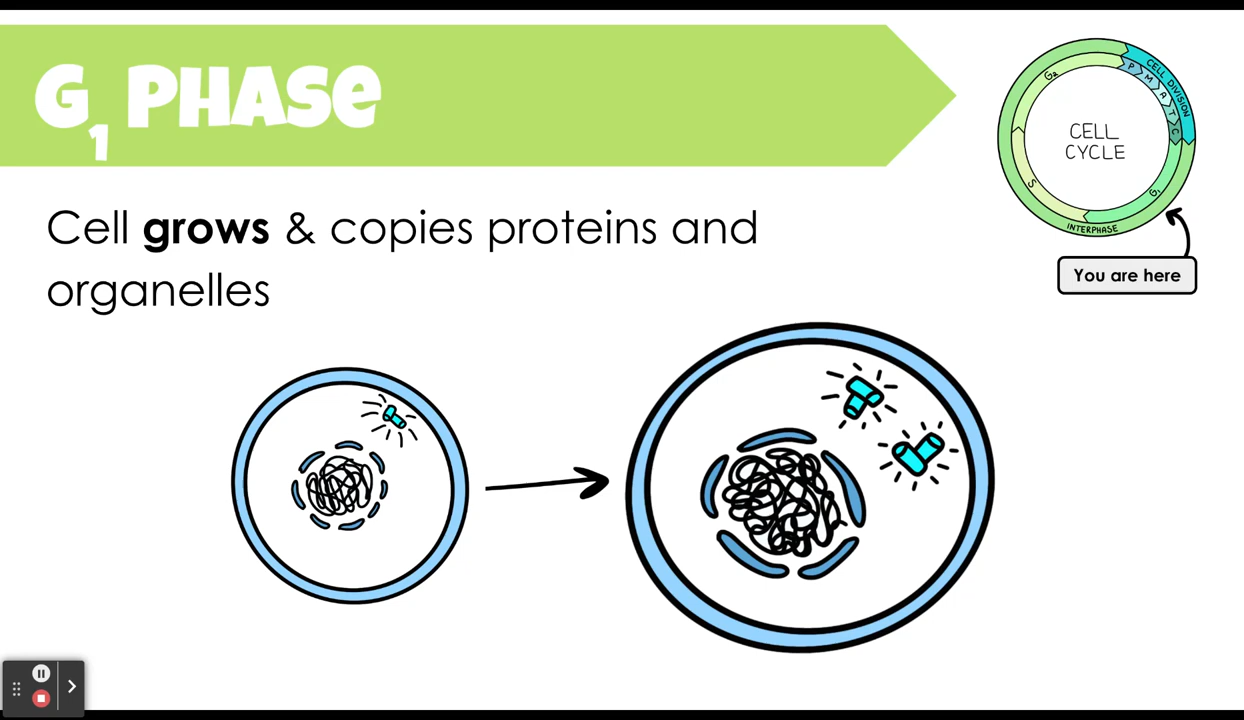 G1 PHASE
Cell grows & copies proteins and
organelles
CELL
CYCLE
CELL DIVISION
P M A T C
G1
S
G2
INTERPHASE
You are here